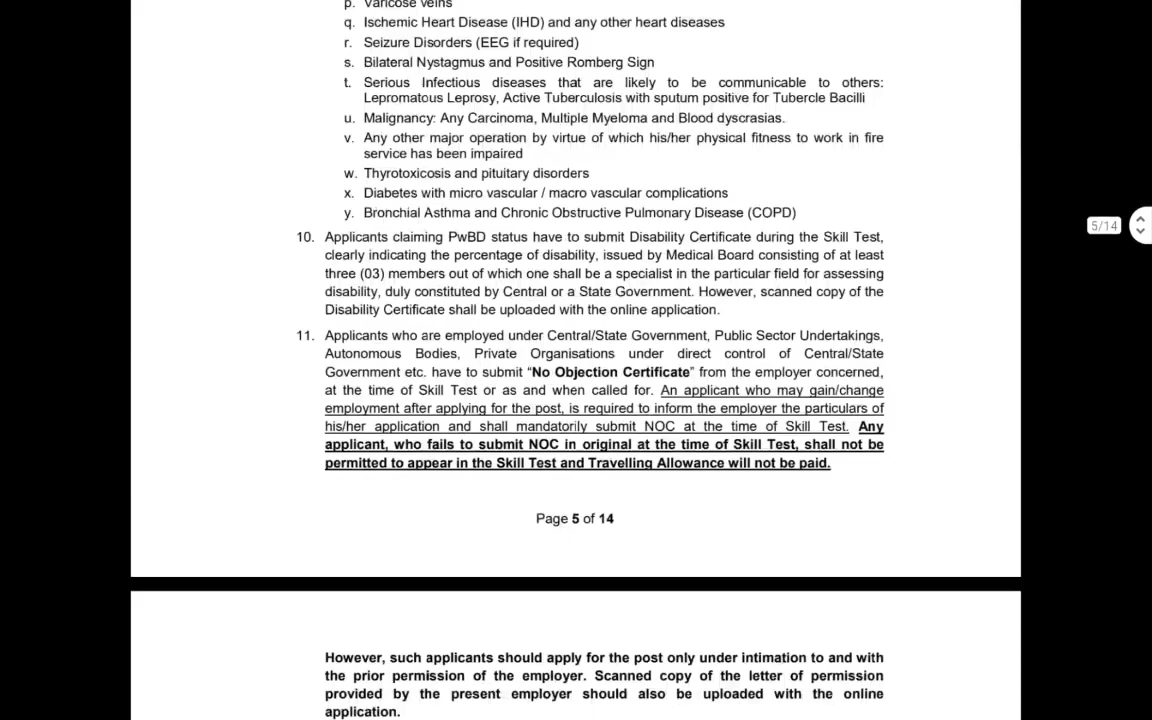 p. Varicose veins
q. Ischemic Heart Disease (IHD) and any other heart diseases
r. Seizure Disorders (EEG if required)
s. Bilateral Nystagmus and Positive Romberg Sign
t. Serious Infectious diseases that are likely to be communicable to others:
Lepromatous Leprosy, Active Tuberculosis with sputum positive for Tubercle Bacilli
u. Malignancy: Any Carcinoma, Multiple Myeloma and Blood dyscrasias.
v. Any other major operation by virtue of which his/her physical fitness to work in fire
service has been impaired
w. Thyrotoxicosis and pituitary disorders
x. Diabetes with micro vascular / macro vascular complications
y. Bronchial Asthma and Chronic Obstructive Pulmonary Disease (COPD)
5/14
10. Applicants claiming PwBD status have to submit Disability Certificate during the Skill Test,
clearly indicating the percentage of disability, issued by Medical Board consisting of at least
three (03) members out of which one shall be a specialist in the particular field for assessing
disability, duly constituted by Central or a State Government. However, scanned copy of the
Disability Certificate shall be uploaded with the online application.
11. Applicants who are employed under Central/State Government, Public Sector Undertakings,
Autonomous Bodies, Private Organisations under direct control of Central/State
Government etc. have to submit “No Objection Certificate” from the employer concerned,
at the time of Skill Test or as and when called for. An applicant who may gain/change
employment after applying for the post, is required to inform the employer the particulars of
his/her application and shall mandatorily submit NOC at the time of Skill Test. Any
applicant, who fails to submit NOC in original at the time of Skill Test, shall not be
permitted to appear in the Skill Test and Travelling Allowance will not be paid.
Page 5 of 14
However, such applicants should apply for the post only under intimation to and with
the prior permission of the employer. Scanned copy of the letter of permission
provided by the present employer should also be uploaded with the online
application.